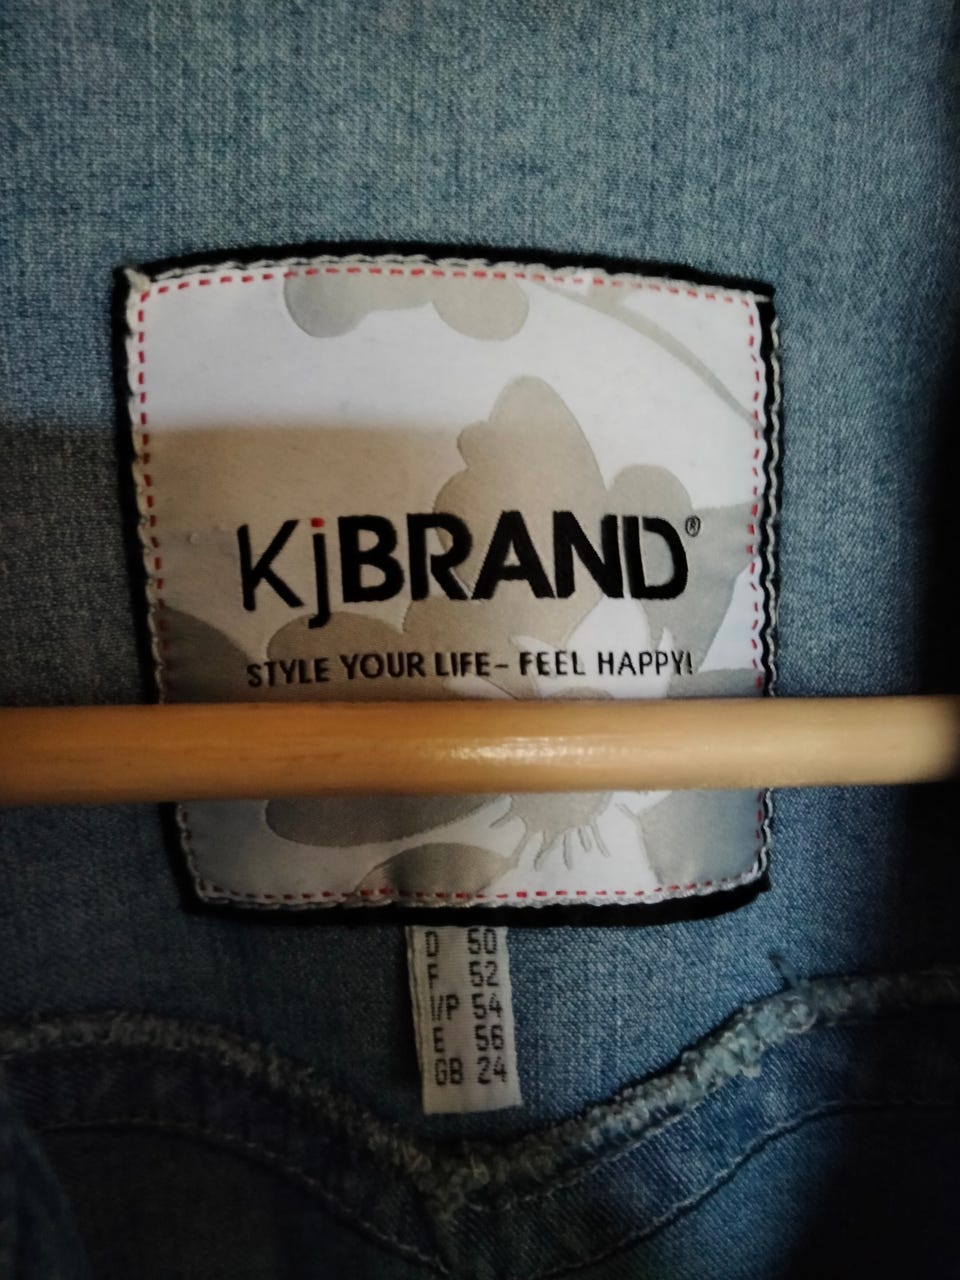 KjBRAND®
STYLE YOUR LIFE- FEEL HAPPY!
D 50
F 52
I/P 54
E 56
GB 24